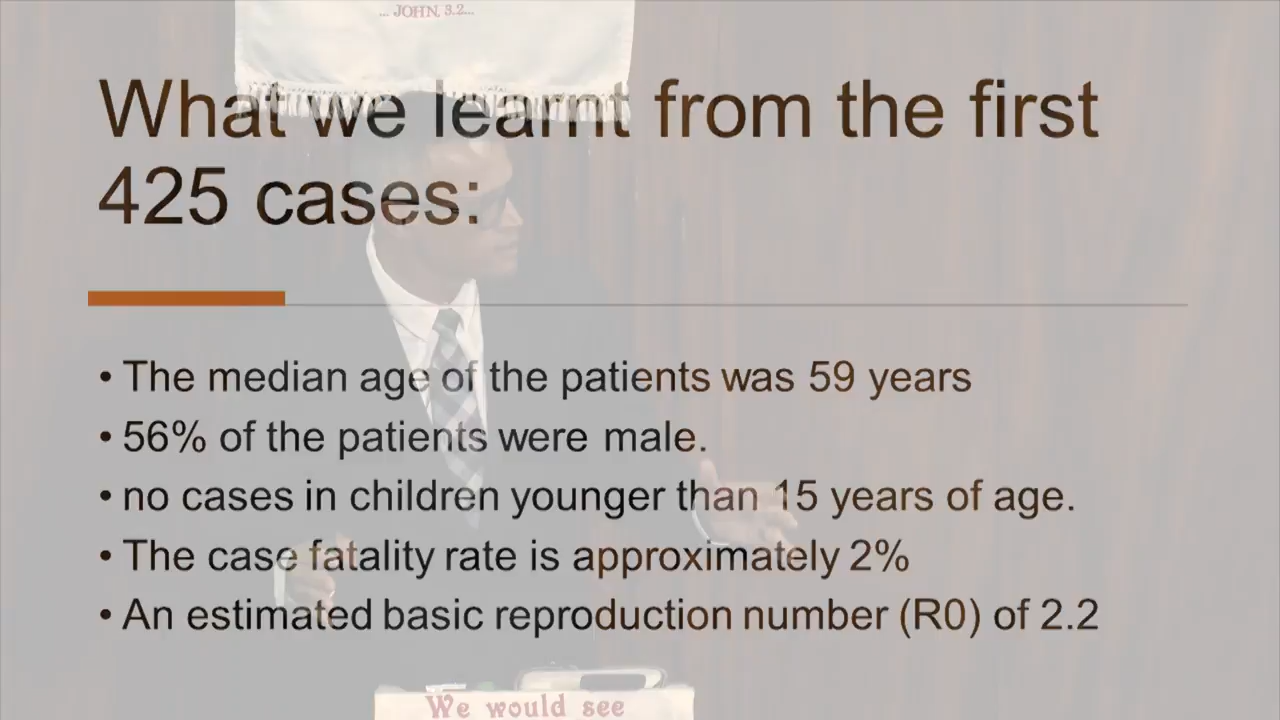 ... JOHN, 3.2...
What we learnt from the first
425 cases:
• The median age of the patients was 59 years
• 56% of the patients were male.
• no cases in children younger than 15 years of age.
• The case fatality rate is approximately 2%
• An estimated basic reproduction number (R0) of 2.2
We would see